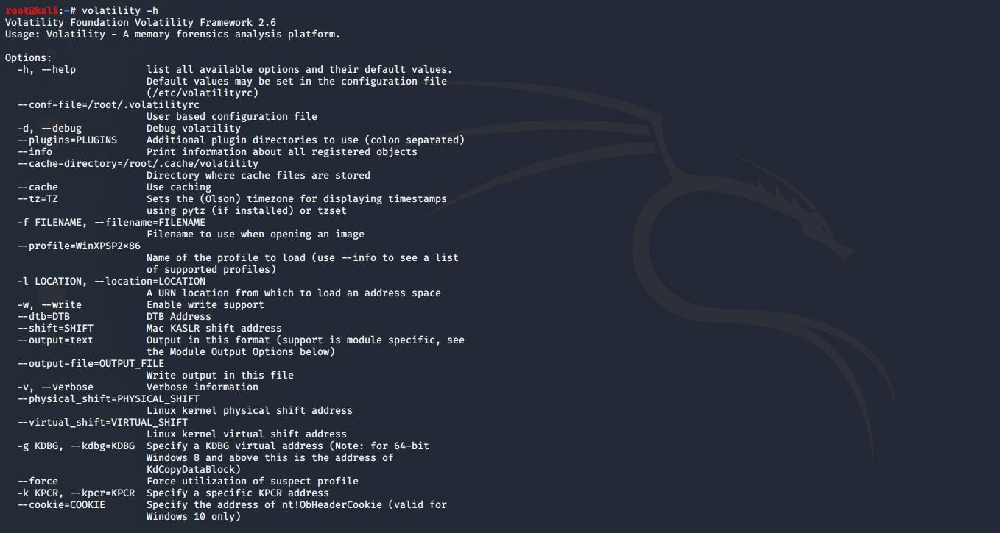 root@kali:~# volatility -h
Volatility Foundation Volatility Framework 2.6
Usage: Volatility - A memory forensics analysis platform.

Options:
  -h, --help            list all available options and their default values.
                        Default values may be set in the configuration file
                        (/etc/volatilityrc)
  --conf-file=/root/.volatilityrc
                        User based configuration file
  -d, --debug           Debug volatility
  --plugins=PLUGINS     Additional plugin directories to use (colon separated)
  --info                Print information about all registered objects
  --cache-directory=/root/.cache/volatility
                        Directory where cache files are stored
  --cache               Use caching
  --tz=TZ               Sets the (Olson) timezone for displaying timestamps
                        using pytz (if installed) or tzset
  -f FILENAME, --filename=FILENAME
                        Filename to use when opening an image
  --profile=WinXPSP2x86
                        Name of the profile to load (use --info to see a list
                        of supported profiles)
  -l LOCATION, --location=LOCATION
                        A URN location from which to load an address space
  -w, --write           Enable write support
  --dtb=DTB             DTB Address
  --shift=SHIFT         Mac KASLR shift address
  --output=text         Output in this format (support is module specific, see
                        the Module Output Options below)
  --output-file=OUTPUT_FILE
                        Write output in this file
  -v, --verbose         Verbose information
  --physical_shift=PHYSICAL_SHIFT
                        Linux kernel physical shift address
  --virtual_shift=VIRTUAL_SHIFT
                        Linux kernel virtual shift address
  -g KDBG, --kdbg=KDBG  Specify a KDBG virtual address (Note: for 64-bit
                        Windows 8 and above this is the address of
                        KdCopyDataBlock)
  --force               Force utilization of suspect profile
  -k KPCR, --kpcr=KPCR  Specify a specific KPCR address
  --cookie=COOKIE       Specify the address of nt!ObHeaderCookie (valid for
                        Windows 10 only)